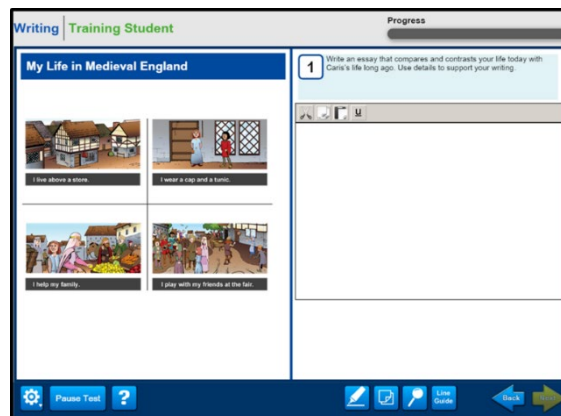 Writing Training Student
Progress
My Life in Medieval England
1
Write an essay that compares and contrasts your life today with
Caris's life long ago. Use details to support your writing.
U
I live above a store.
I wear a cap and a tunic.
I help my family.
I play with my friends at the fair.
Pause Test
?
Line
Guide
Back
Next